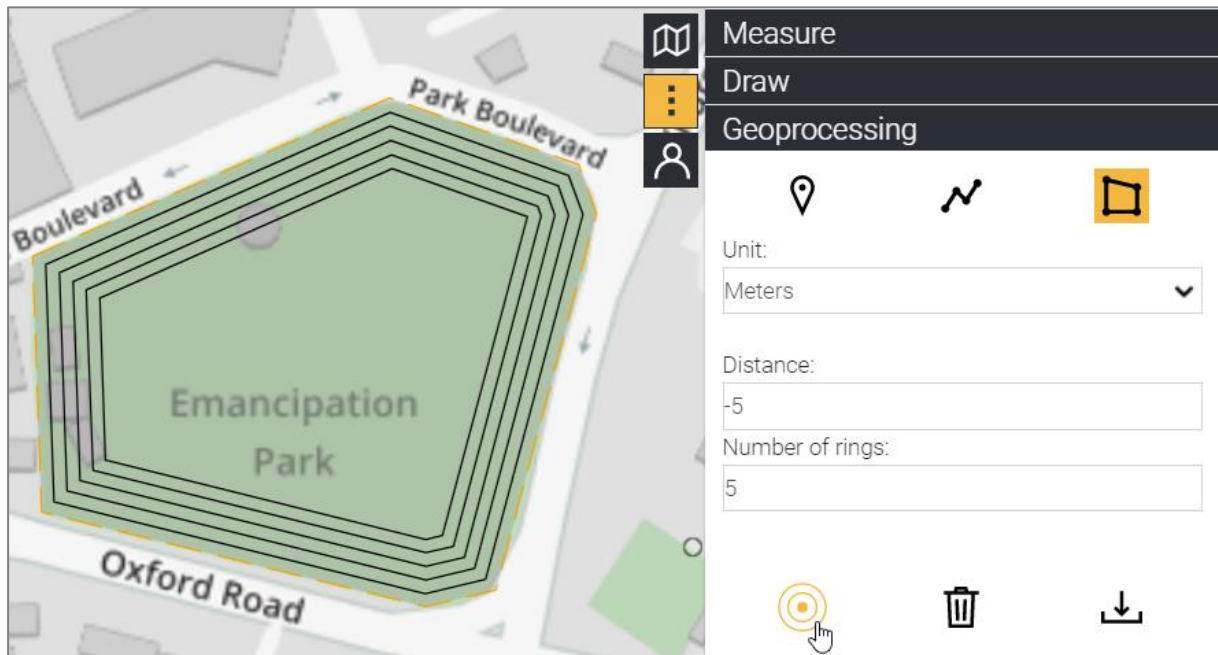 Park Boulevard
Boulevard
Emancipation
Park
Oxford Road
Measure
Draw
Geoprocessing
Unit:
Meters
Distance:
-5
Number of rings:
5